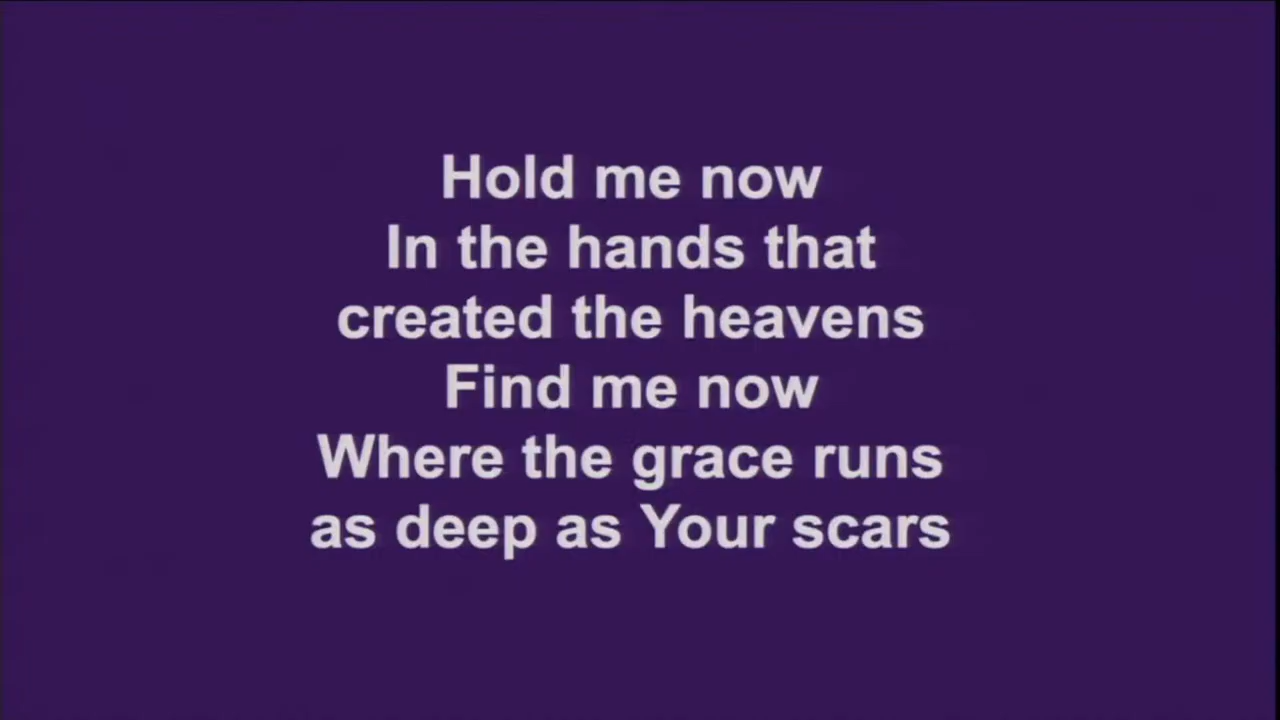 Hold me now
In the hands that
created the heavens
Find me now
Where the grace runs
as deep as Your scars